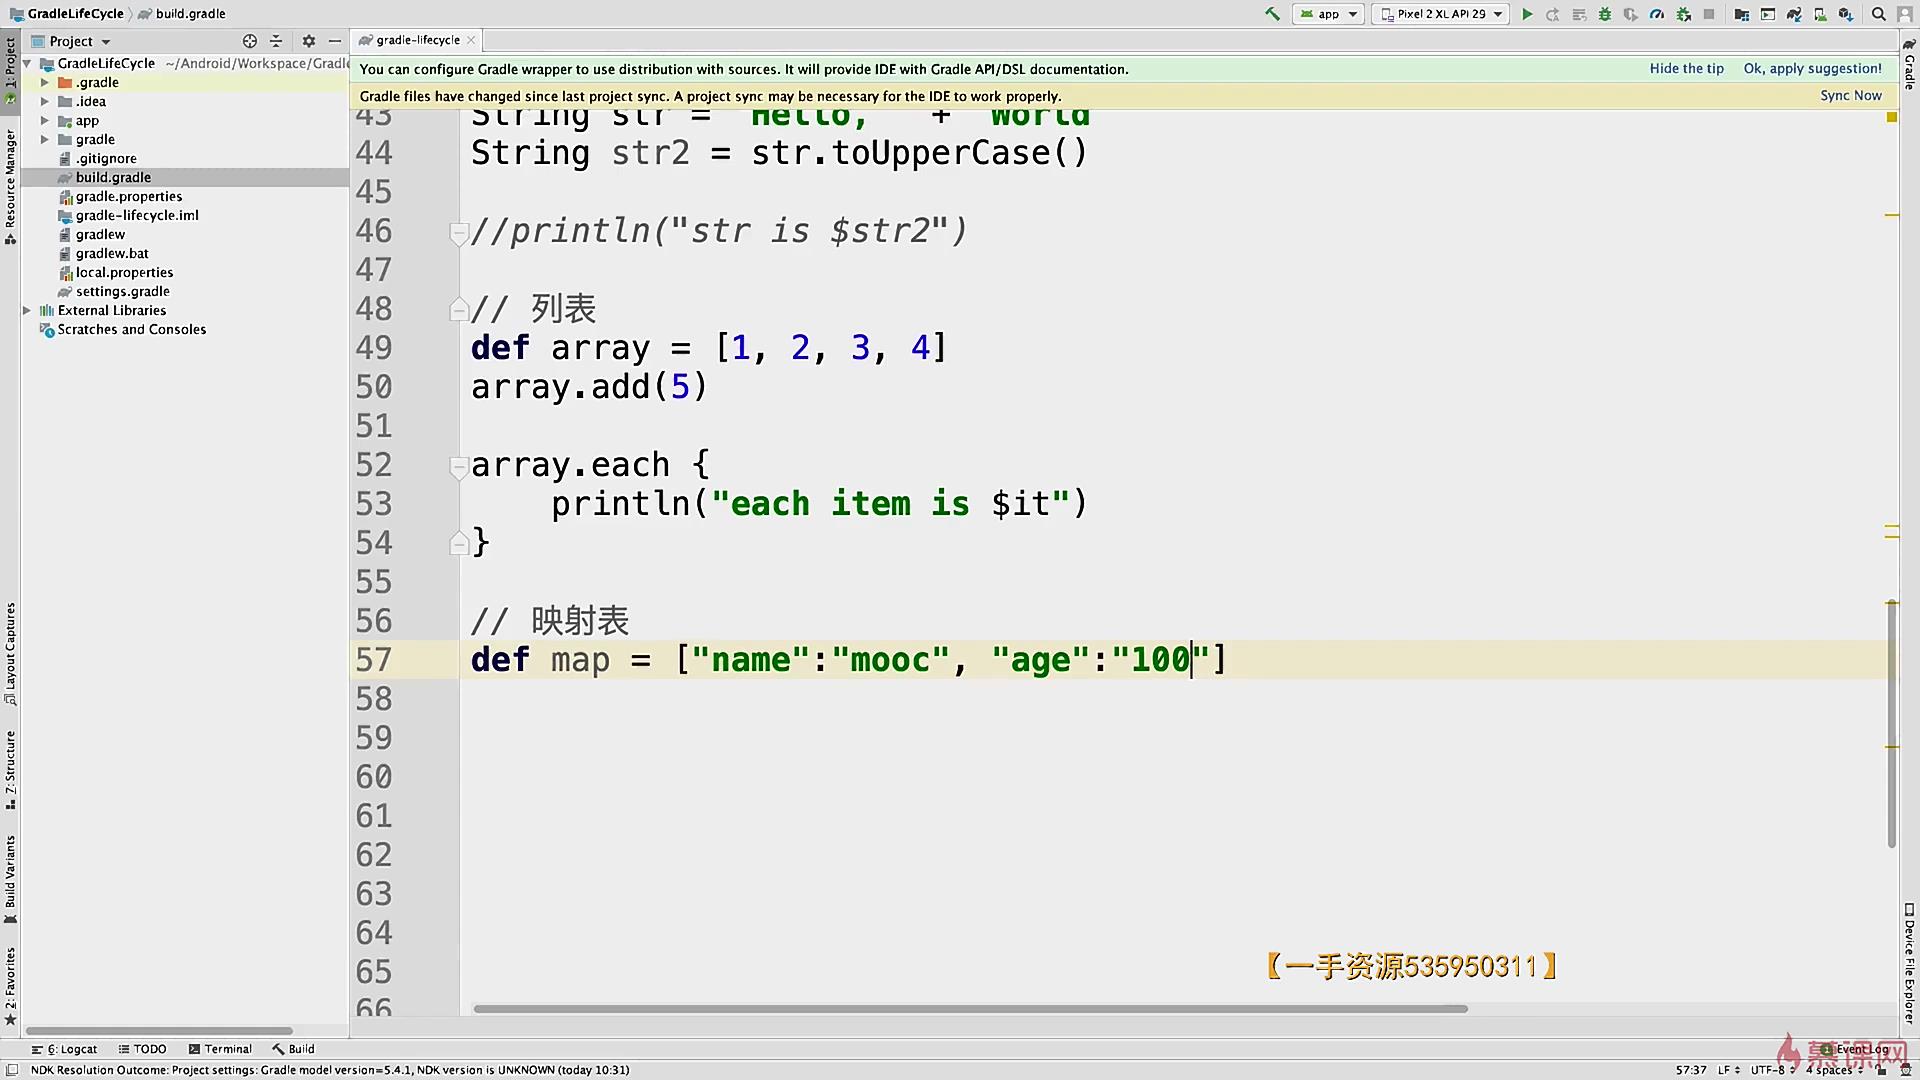 GradleLifeCycle build.gradle
app Pixel 2 XL API 29
Project
gradle-lifecycle
1: Project
Resource Manager
Layout Captures
7: Structure
Build Variants
2: Favorites
GradleLifeCycle ~/Android/Workspace/Gradle
.gradle
.idea
app
gradle
.gitignore
build.gradle
gradle.properties
gradle-lifecycle.iml
gradlew
gradlew.bat
local.properties
settings.gradle
External Libraries
Scratches and Consoles
You can configure Gradle wrapper to use distribution with sources. It will provide IDE with Gradle API/DSL documentation. Hide the tip Ok, apply suggestion!
Gradle files have changed since last project sync. A project sync may be necessary for the IDE to work properly. Sync Now
43 String str = "Hello, " + "World"
44 String str2 = str.toUpperCase()
45
46 //println("str is $str2")
47
48 // 列表
49 def array = [1, 2, 3, 4]
50 array.add(5)
51
52 array.each {
53 println("each item is $it")
54 }
55
56 // 映射表
57 def map = ["name":"mooc", "age":"100"]
58
59
60
61
62
63
64
65
66
【一手资源535950311】
Gradle
Device File Explorer
6: Logcat TODO Terminal Build
Event Log
慕课网
NDK Resolution Outcome: Project settings: Gradle model version=5.4.1, NDK version is UNKNOWN (today 10:31)
57:37 LF UTF-8 4 spaces